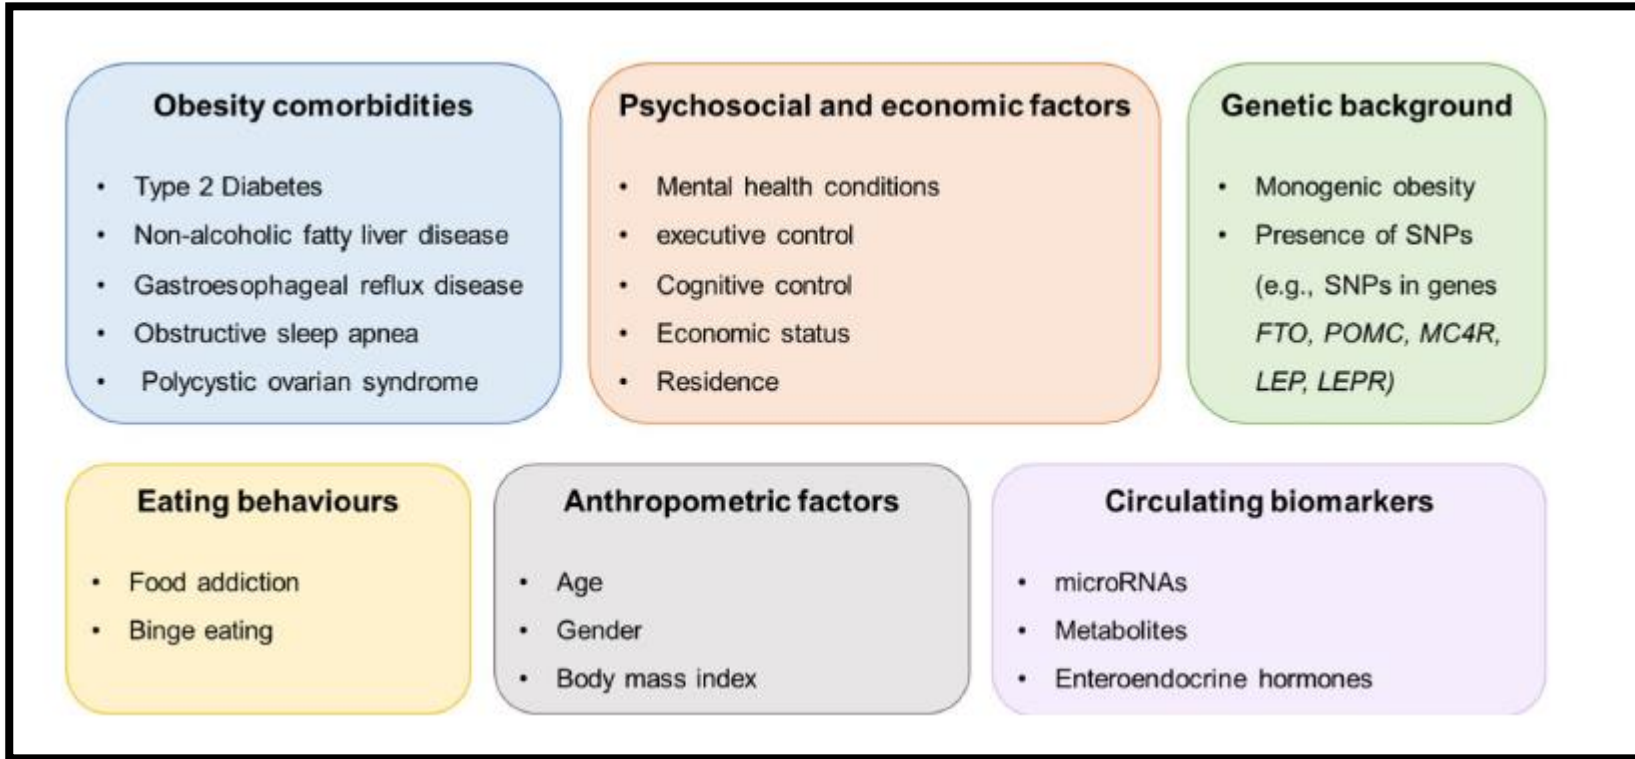 Obesity comorbidities
• Type 2 Diabetes
• Non-alcoholic fatty liver disease
• Gastroesophageal reflux disease
• Obstructive sleep apnea
• Polycystic ovarian syndrome
Psychosocial and economic factors
• Mental health conditions
• executive control
• Cognitive control
• Economic status
• Residence
Genetic background
• Monogenic obesity
• Presence of SNPs
(e.g., SNPs in genes
FTO, POMC, MC4R,
LEP, LEPR)
Eating behaviours
• Food addiction
• Binge eating
Anthropometric factors
• Age
• Gender
• Body mass index
Circulating biomarkers
• microRNAs
• Metabolites
• Enteroendocrine hormones